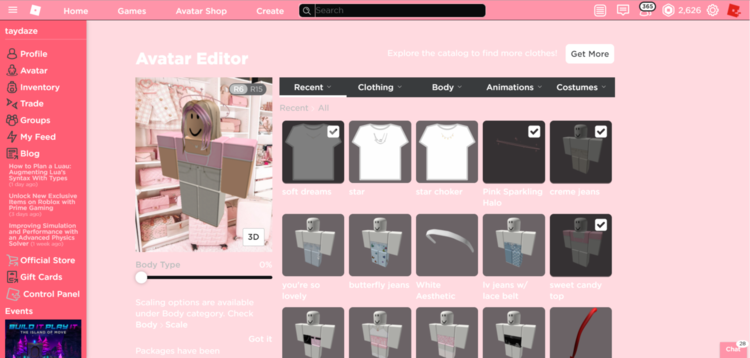 Home Games Avatar Shop Create Search 365 2,626
taydaze
Profile
Avatar
Inventory
Trade
Groups
My Feed
Blog
How to Plan a Luau:
Augmenting Lua's
Syntax With Types
(1 day ago)
Unlock New Exclusive
Items on Roblox with
Prime Gaming
(3 days ago)
Improving Simulation
and Performance with
an Advanced Physics
Solver (1 week ago)
Official Store
Gift Cards
Control Panel
Events
BUILD IT PLAY IT
THE ISLAND OF MOVE
Avatar Editor
Explore the catalog to find more clothes! Get More
R6 R15
3D
Body Type 0%
Scaling options are available
under Body category. Check
Body - Scale
Got it
Packages have been
Recent Clothing Body Animations Costumes
Recent All
soft dreams
star
star choker
Pink Sparkling
Halo
creme jeans
you're so
lovely
butterfly jeans
White
Aesthetic
lv jeans w/
lace belt
sweet candy
top
Chat 28